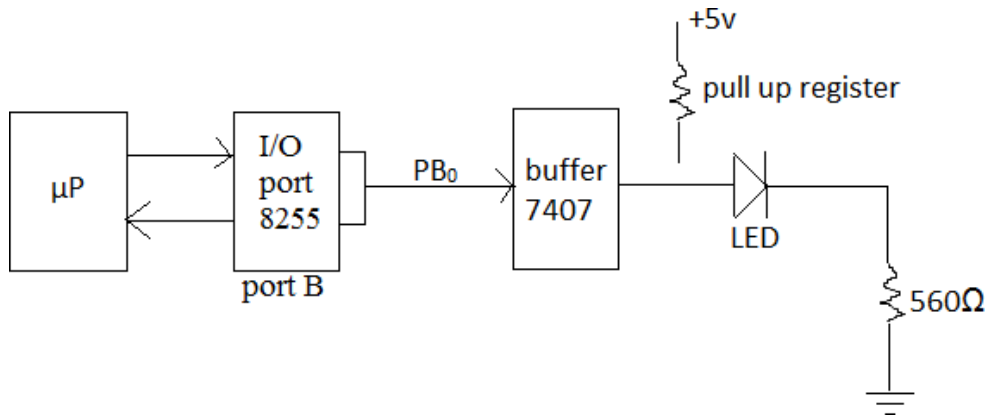 +5v
pull up register
μP
I/O
port
8255
port B
PB₀
buffer
7407
LED
560Ω